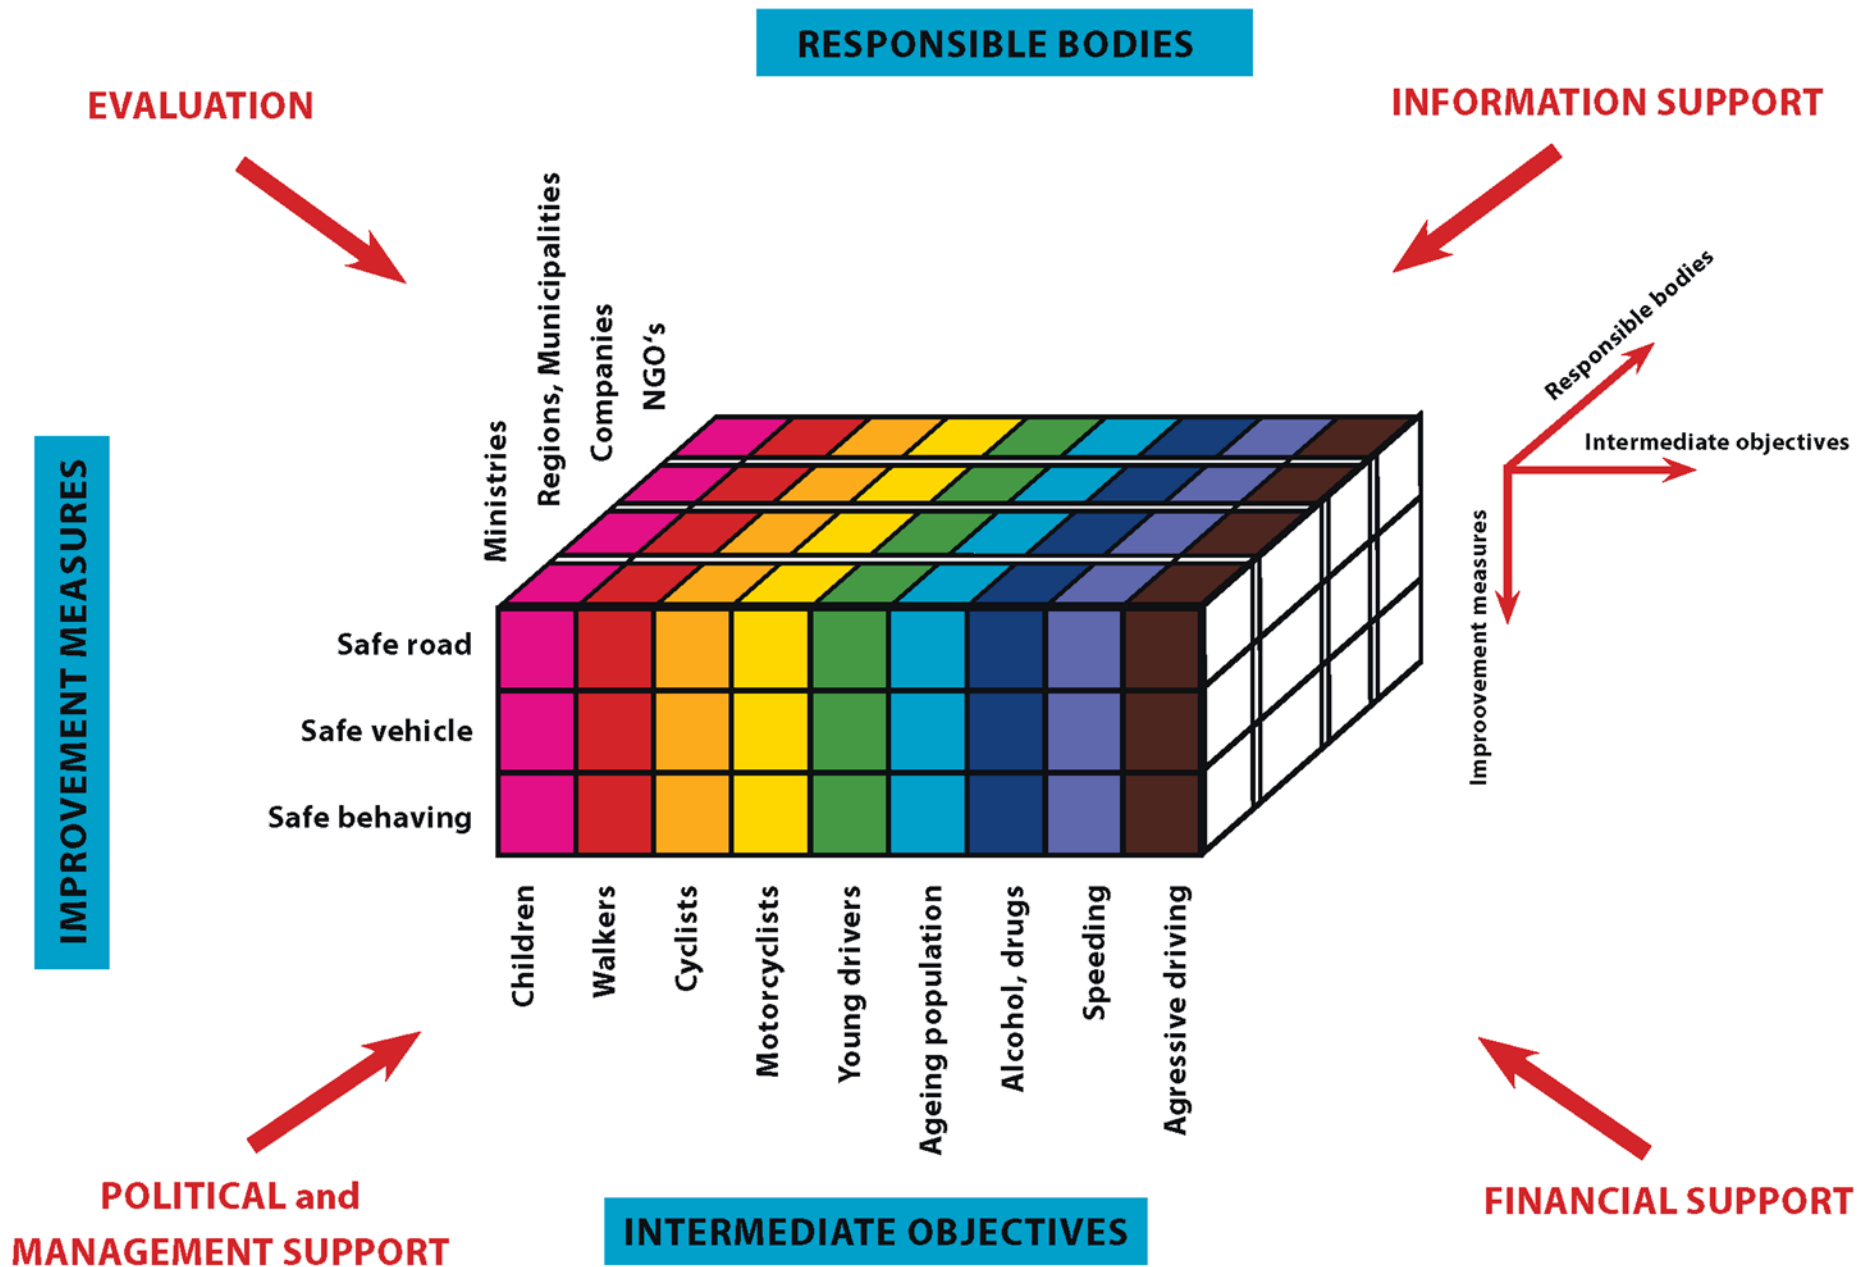 RESPONSIBLE BODIES
EVALUATION
INFORMATION SUPPORT
Ministries
Regions, Municipalities
Companies
NGO‘s
Responsible bodies
Intermediate objectives
Improovement measures
IMPROVEMENT MEASURES
Safe road
Safe vehicle
Safe behaving
Children
Walkers
Cyclists
Motorcyclists
Young drivers
Ageing population
Alcohol, drugs
Speeding
Agressive driving
POLITICAL and
MANAGEMENT SUPPORT
INTERMEDIATE OBJECTIVES
FINANCIAL SUPPORT